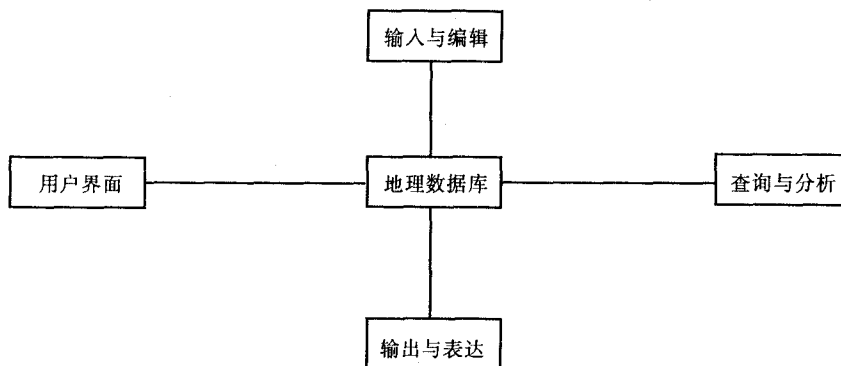 输入与编辑
用户界面
地理数据库
查询与分析
输出与表达